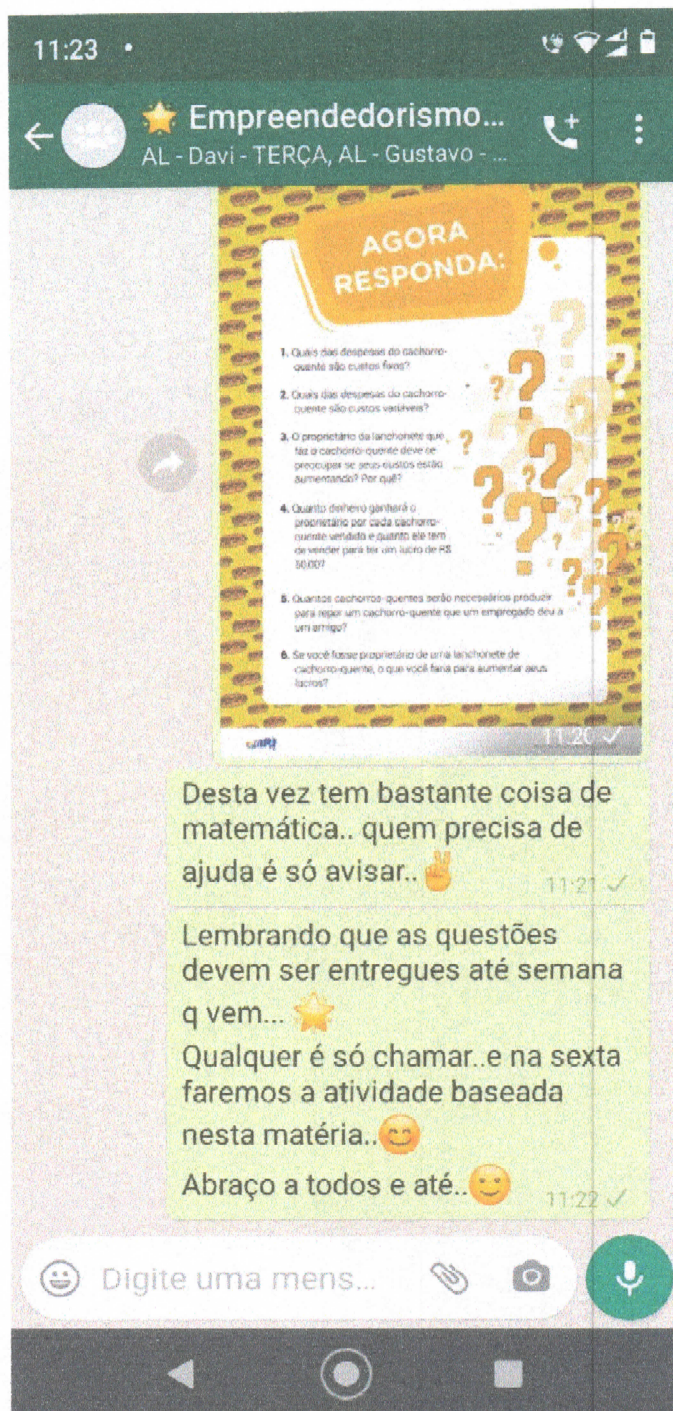 11:23
⭐ Empreendedorismo...
AL - Davi - TERÇA, AL - Gustavo - ...
AGORA
RESPONDA:
1. Quais das despesas do cachorro-
quente são custos fixos?
2. Quais das despesas do cachorro-
quente são custos variáveis?
3. O proprietário da lanchonete que
faz o cachorro-quente deve se
preocupar se seus custos estão
aumentando? Por quê?
4. Quanto dinheiro ganhará o
proprietário por cada cachorro-
quente vendido e quanto ele tem
de vender para ter um lucro de R$
50,00?
5. Quantos cachorros-quentes serão necessários produzir
para repor um cachorro-quente que um empregado deu a
um amigo?
6. Se você fosse proprietário de uma lanchonete de
cachorro-quente, o que você faria para aumentar seus
lucros?
11:20
Desta vez tem bastante coisa de
matemática.. quem precisa de
ajuda é só avisar..✌
11:21
Lembrando que as questões
devem ser entregues até semana
q vem... ⭐
Qualquer é só chamar..e na sexta
faremos a atividade baseada
nesta matéria..😊
Abraço a todos e até..🙂
11:22
Digite uma mens...